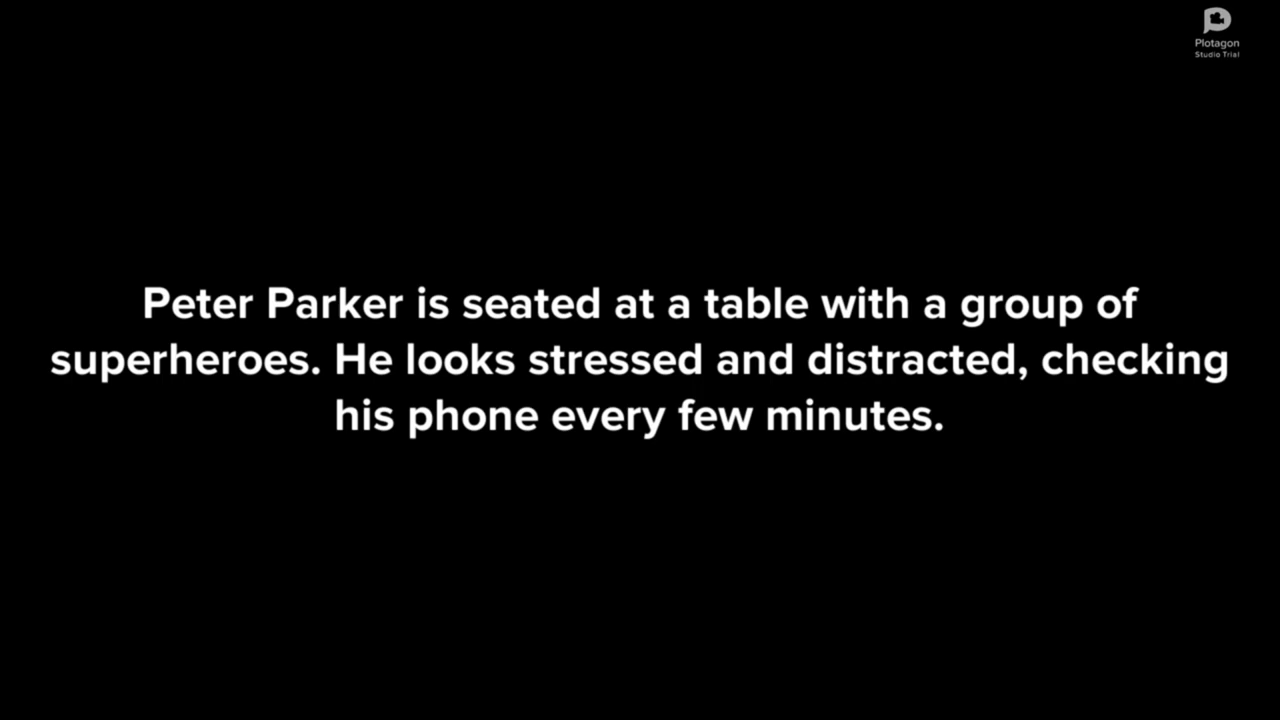 Plotagon
Studio Trial
Peter Parker is seated at a table with a group of
superheroes. He looks stressed and distracted, checking
his phone every few minutes.